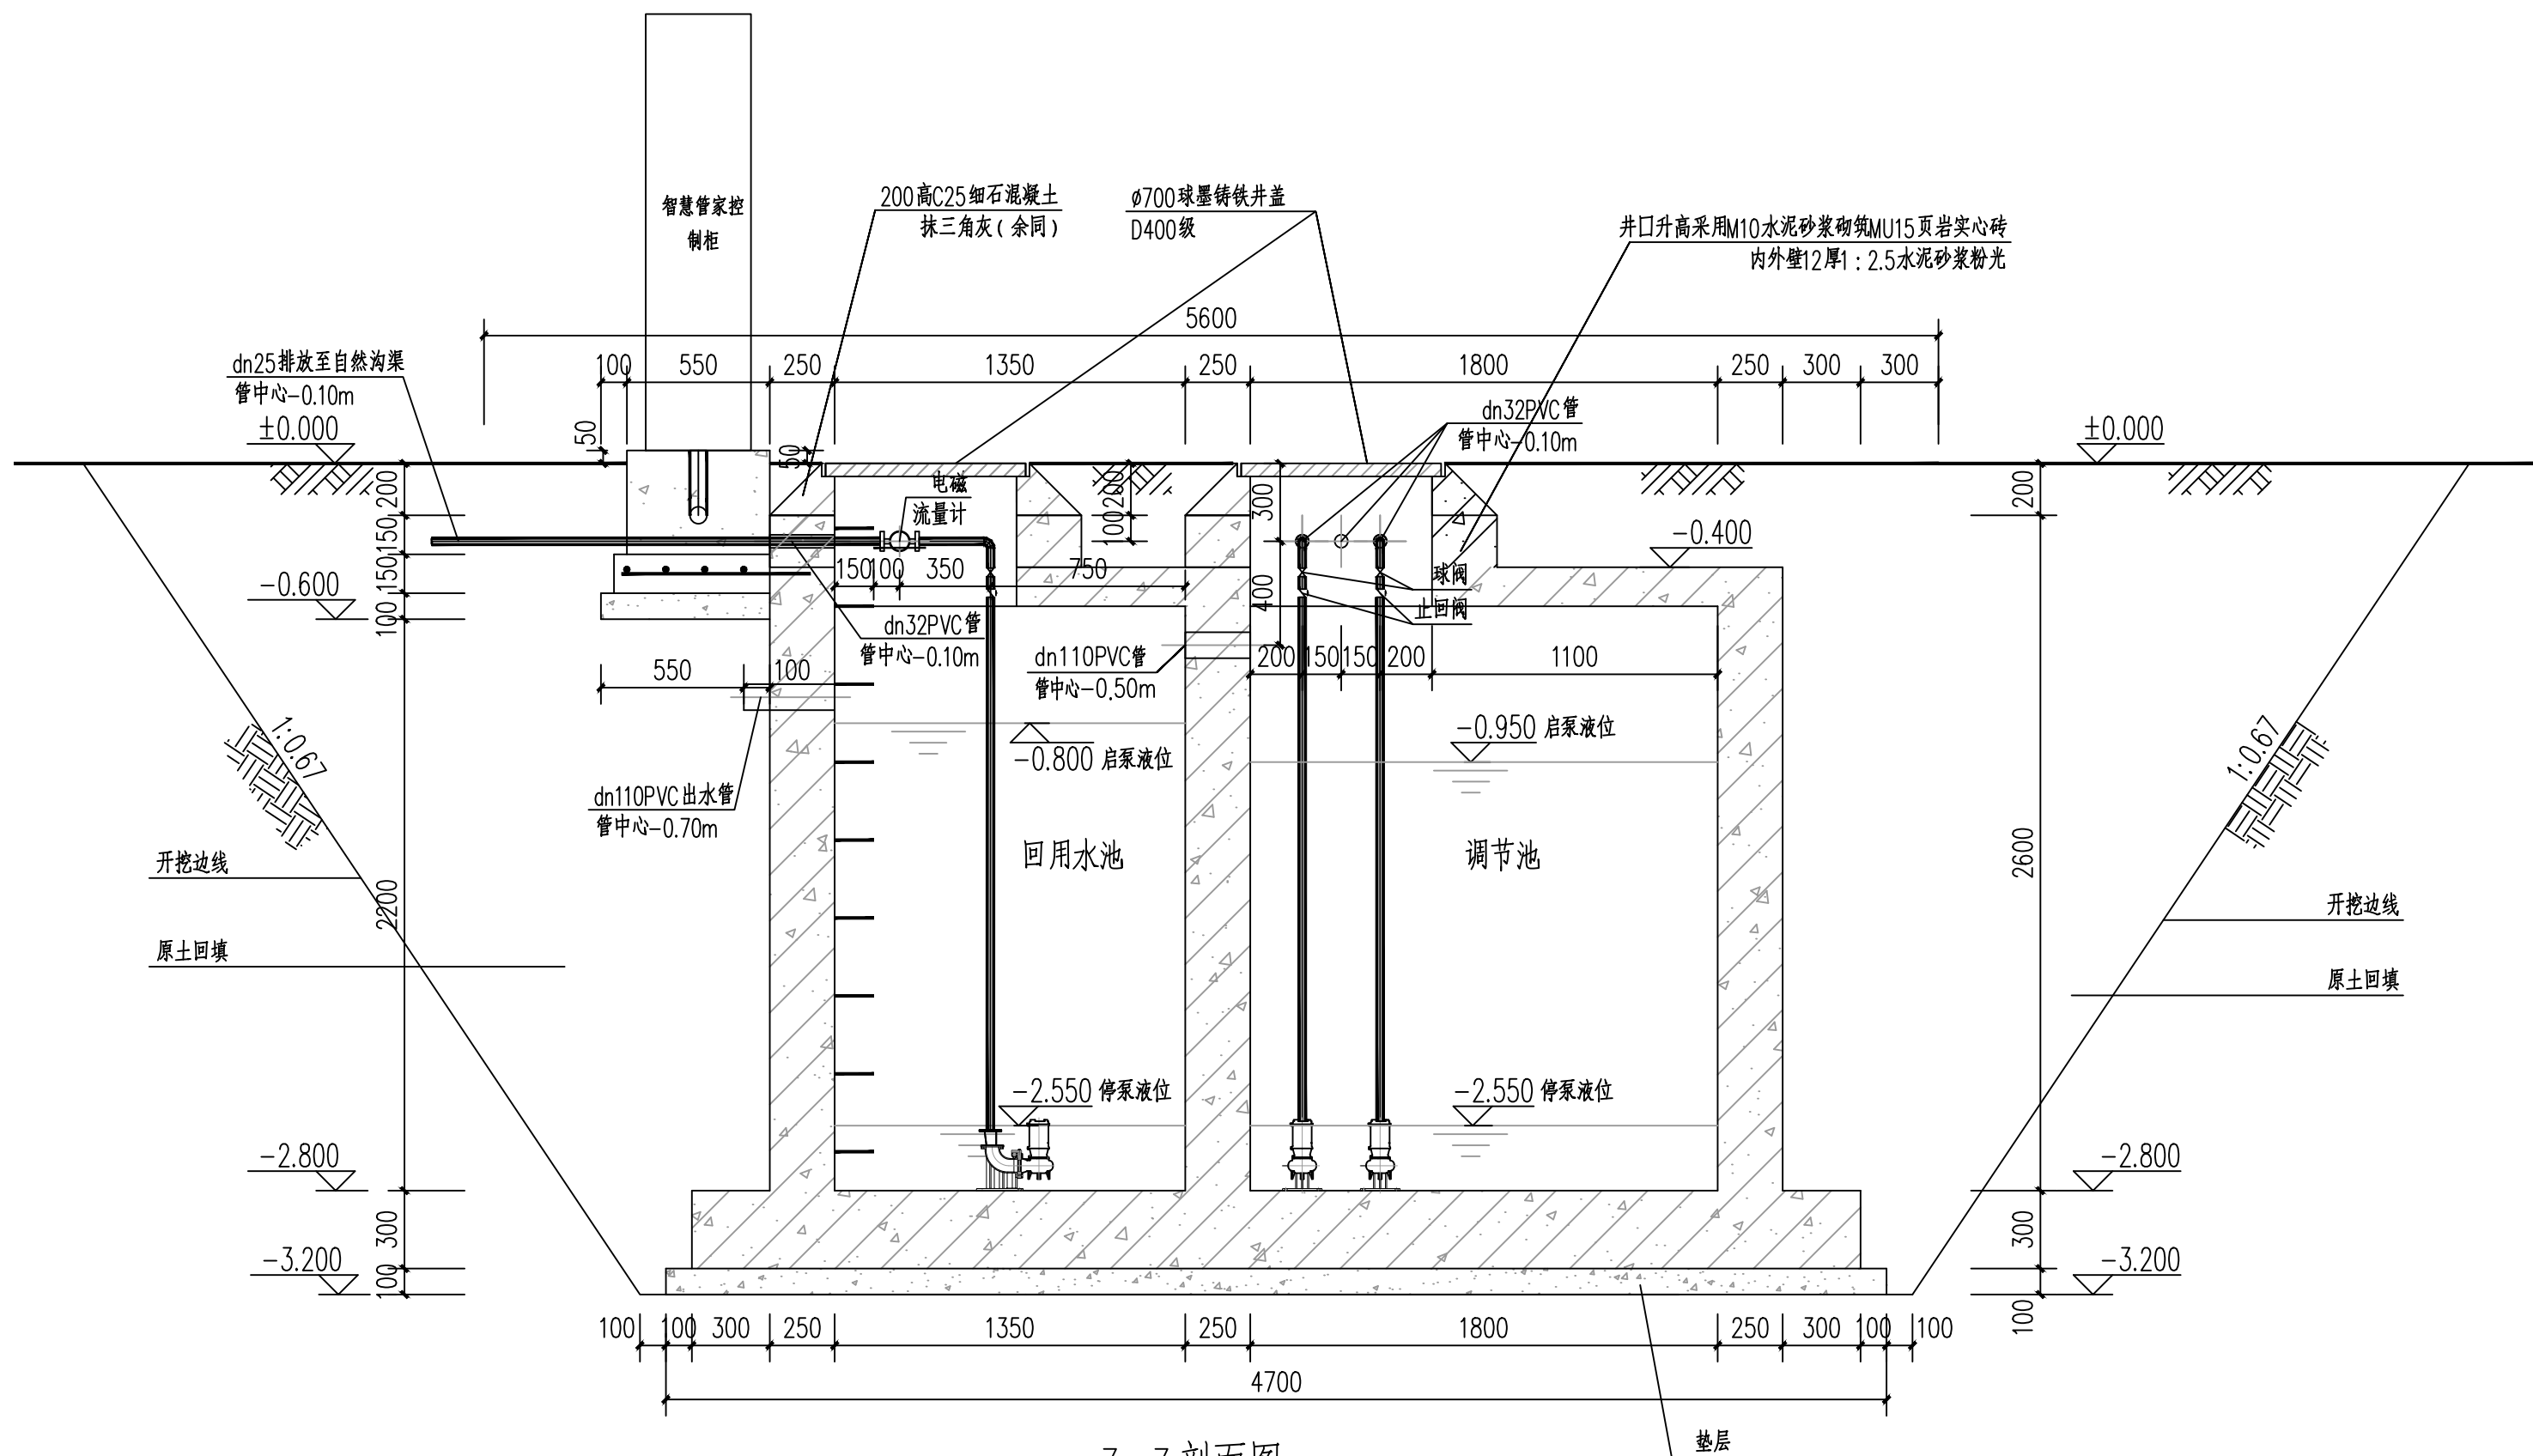 智慧管家控
制柜
200高C25细石混凝土
抹三角灰(余同)
ø700球墨铸铁井盖
D400级
井口升高采用M10水泥砂浆砌筑MU15页岩实心砖
内外壁12厚1:2.5水泥砂浆粉光
5600
100 550 250 1350 250 1800 250 300 300
dn25排放至自然沟渠
管中心-0.10m
±0.000
dn32PVC管
管中心-0.10m
±0.000
50
50
电磁
流量计
200
150
150
100
200
100
300
400
200
-0.400
-0.600
150 100 350 750
球阀
止回阀
dn32PVC管
管中心-0.10m
dn110PVC管
管中心-0.50m
200 150 150 200 1100
550 100
1:0.67
1:0.67
-0.800 启泵液位
-0.950 启泵液位
dn110PVC出水管
管中心-0.70m
回用水池
调节池
开挖边线
2200
2600
开挖边线
原土回填
原土回填
-2.550 停泵液位
-2.550 停泵液位
-2.800
-2.800
300
300
-3.200
-3.200
100
100
100 100 300 250 1350 250 1800 250 300 100 100
4700
垫层